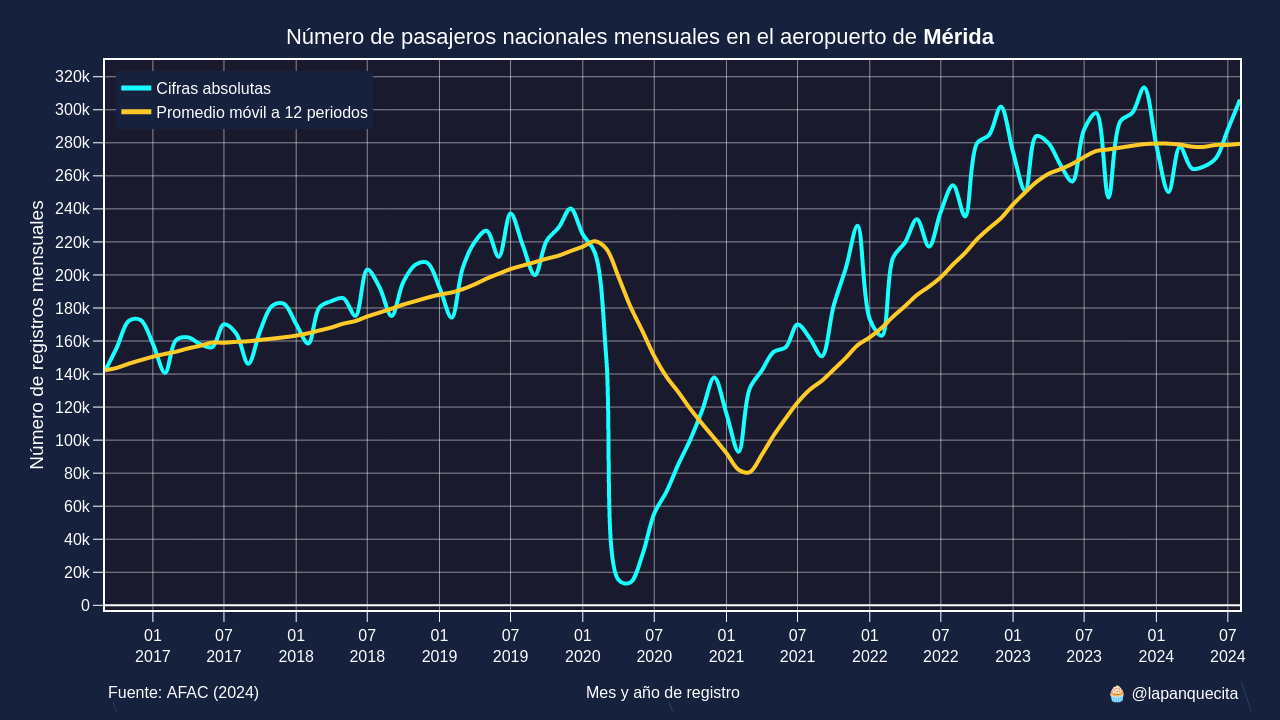 Número de pasajeros nacionales mensuales en el aeropuerto de Mérida
Cifras absolutas
Promedio móvil a 12 periodos
Número de registros mensuales
320k
300k
280k
260k
240k
220k
200k
180k
160k
140k
120k
100k
80k
60k
40k
20k
0
01 07 01 07 01 07 01 07 01 07 01 07 01 07 01 07
2017 2017 2018 2018 2019 2019 2020 2020 2021 2021 2022 2022 2023 2023 2024 2024
Fuente: AFAC (2024) Mes y año de registro 🧁 @lapanquecita